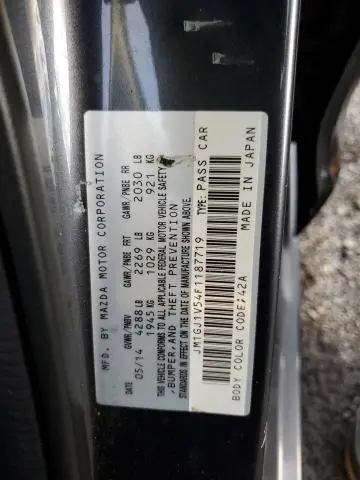 MFD. BY MAZDA MOTOR CORPORATION
DATE GVWR/PNBV GAWR/PNBE FRT GAWR/PNBE RR
05/14 4288 LB 2269 LB 2030 LB
1945 KG 1029 KG 921 KG
THIS VEHICLE CONFORMS TO ALL APPLICABLE FEDERAL MOTOR VEHICLE SAFETY
, BUMPER, AND THEFT PREVENTION
STANDARDS IN EFFECT ON THE DATE OF MANUFACTURE SHOWN ABOVE
JM1GJ1V54F1187719 TYPE: PASS CAR
BODY COLOR CODE;42A MADE IN JAPAN